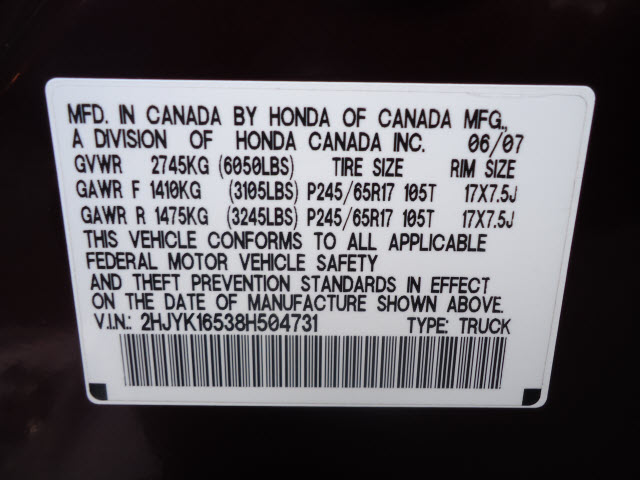 MFD. IN CANADA BY HONDA OF CANADA MFG.,
A DIVISION OF HONDA CANADA INC. 06/07
GVWR 2745KG (6050LBS) TIRE SIZE RIM SIZE
GAWR F 1410KG (3105LBS) P245/65R17 105T 17X7.5J
GAWR R 1475KG (3245LBS) P245/65R17 105T 17X7.5J
THIS VEHICLE CONFORMS TO ALL APPLICABLE
FEDERAL MOTOR VEHICLE SAFETY
AND THEFT PREVENTION STANDARDS IN EFFECT
ON THE DATE OF MANUFACTURE SHOWN ABOVE.
V.I.N.: 2HJYK16538H504731 TYPE: TRUCK